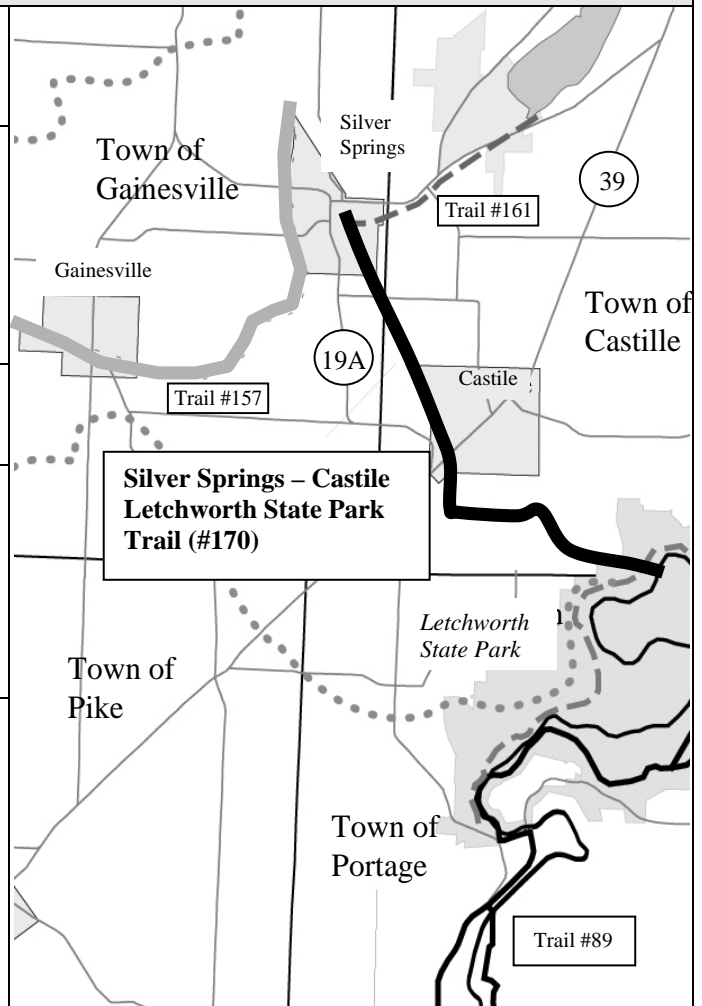 Silver
Springs
Town of
Gainesville
39
Trail #161
Gainesville
Town of
Castille
19A
Castile
Trail #157
Silver Springs – Castile
Letchworth State Park
Trail (#170)
Letchworth
State Park
Town of
Pike
Town of
Portage
Trail #89